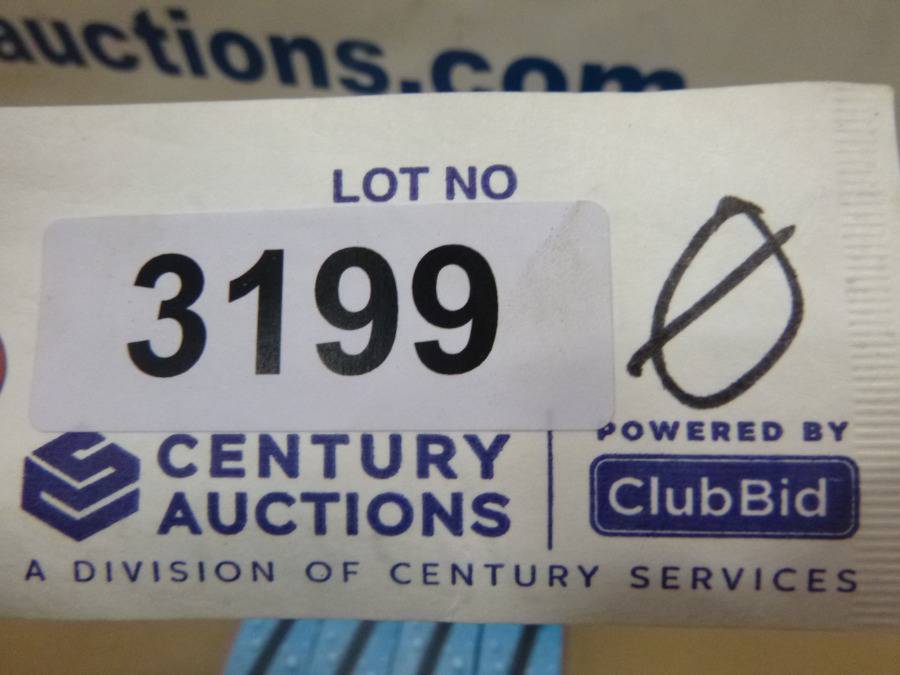 auctions.com
LOT NO
3199 Ø
CENTURY
AUCTIONS
POWERED BY
ClubBid
A DIVISION OF CENTURY SERVICES